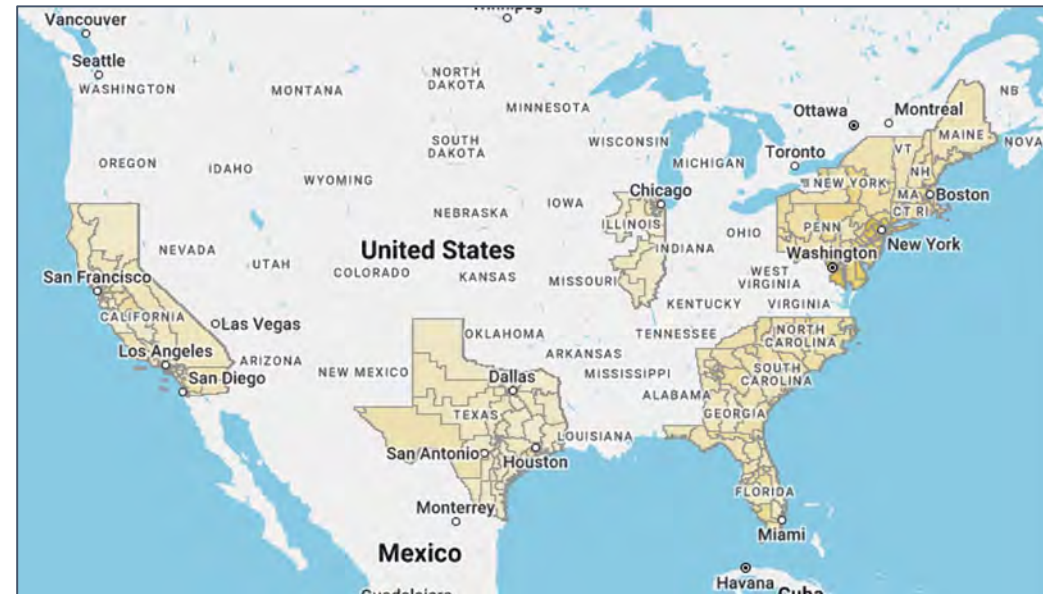 Winnipeg
Vancouver
Seattle
WASHINGTON
MONTANA
NORTH
DAKOTA
MINNESOTA
Ottawa
Montreal
NB
MAINE
NOVA
VT
NH
OREGON
IDAHO
WYOMING
SOUTH
DAKOTA
WISCONSIN
MICHIGAN
Toronto
NEW YORK
MA
Boston
CT RI
NEBRASKA
IOWA
Chicago
ILLINOIS
INDIANA
OHIO
PENN
New York
NEVADA
UTAH
COLORADO
United States
KANSAS
MISSOURI
Washington
WEST
VIRGINIA
KENTUCKY
VIRGINIA
San Francisco
CALIFORNIA
Las Vegas
OKLAHOMA
TENNESSEE
NORTH
CAROLINA
Los Angeles
ARIZONA
NEW MEXICO
ARKANSAS
MISSISSIPPI
SOUTH
CAROLINA
San Diego
Dallas
TEXAS
ALABAMA
GEORGIA
San Antonio
Houston
LOUISIANA
FLORIDA
Monterrey
Miami
Mexico
Havana
Cuba
Guadalajara